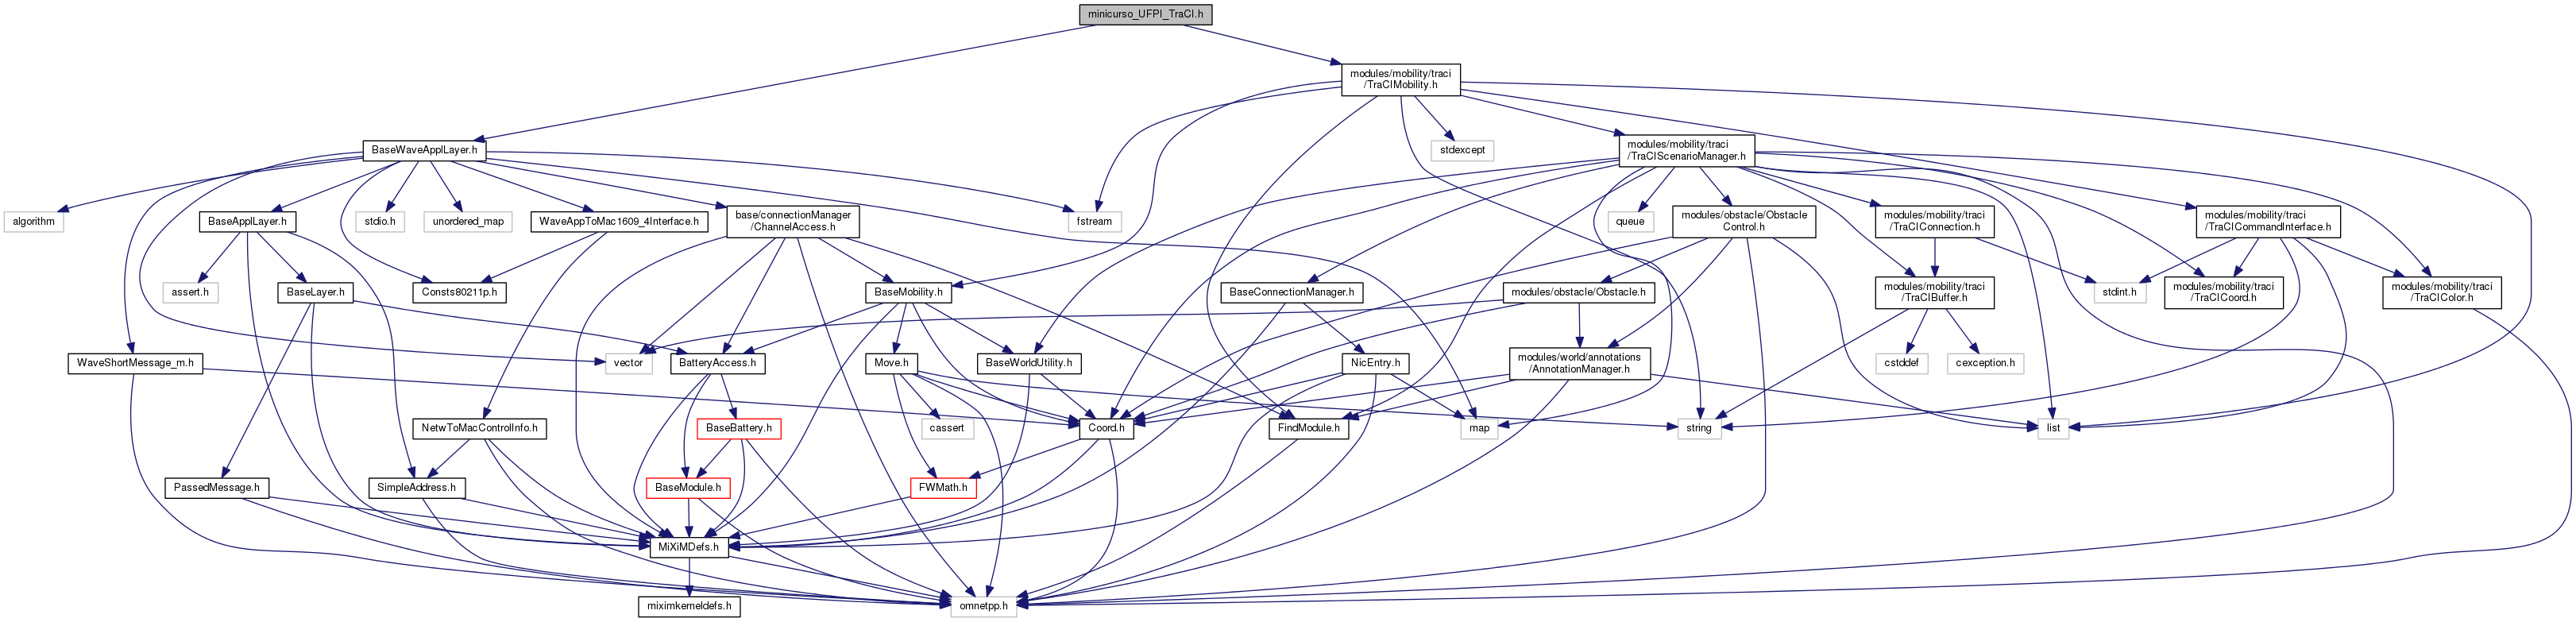 minicurso_UFPI_TraCI.h
modules/mobility/traci
/TraCIMobility.h
BaseWaveApplLayer.h
stdexcept
modules/mobility/traci
/TraCIScenarioManager.h
algorithm
BaseApplLayer.h
stdio.h
unordered_map
WaveAppToMac1609_4Interface.h
base/connectionManager
/ChannelAccess.h
fstream
queue
modules/obstacle/Obstacle
Control.h
modules/mobility/traci
/TraCIConnection.h
modules/mobility/traci
/TraCICommandInterface.h
assert.h
BaseLayer.h
Consts80211p.h
BaseMobility.h
BaseConnectionManager.h
modules/obstacle/Obstacle.h
modules/mobility/traci
/TraCIBuffer.h
stdint.h
modules/mobility/traci
/TraCICoord.h
modules/mobility/traci
/TraCIColor.h
WaveShortMessage_m.h
vector
BatteryAccess.h
Move.h
BaseWorldUtility.h
NicEntry.h
modules/world/annotations
/AnnotationManager.h
cstddef
cexception.h
NetwToMacControlInfo.h
BaseBattery.h
cassert
Coord.h
FindModule.h
map
string
list
PassedMessage.h
SimpleAddress.h
BaseModule.h
FWMath.h
MiXiMDefs.h
miximkerneldefs.h
omnetpp.h